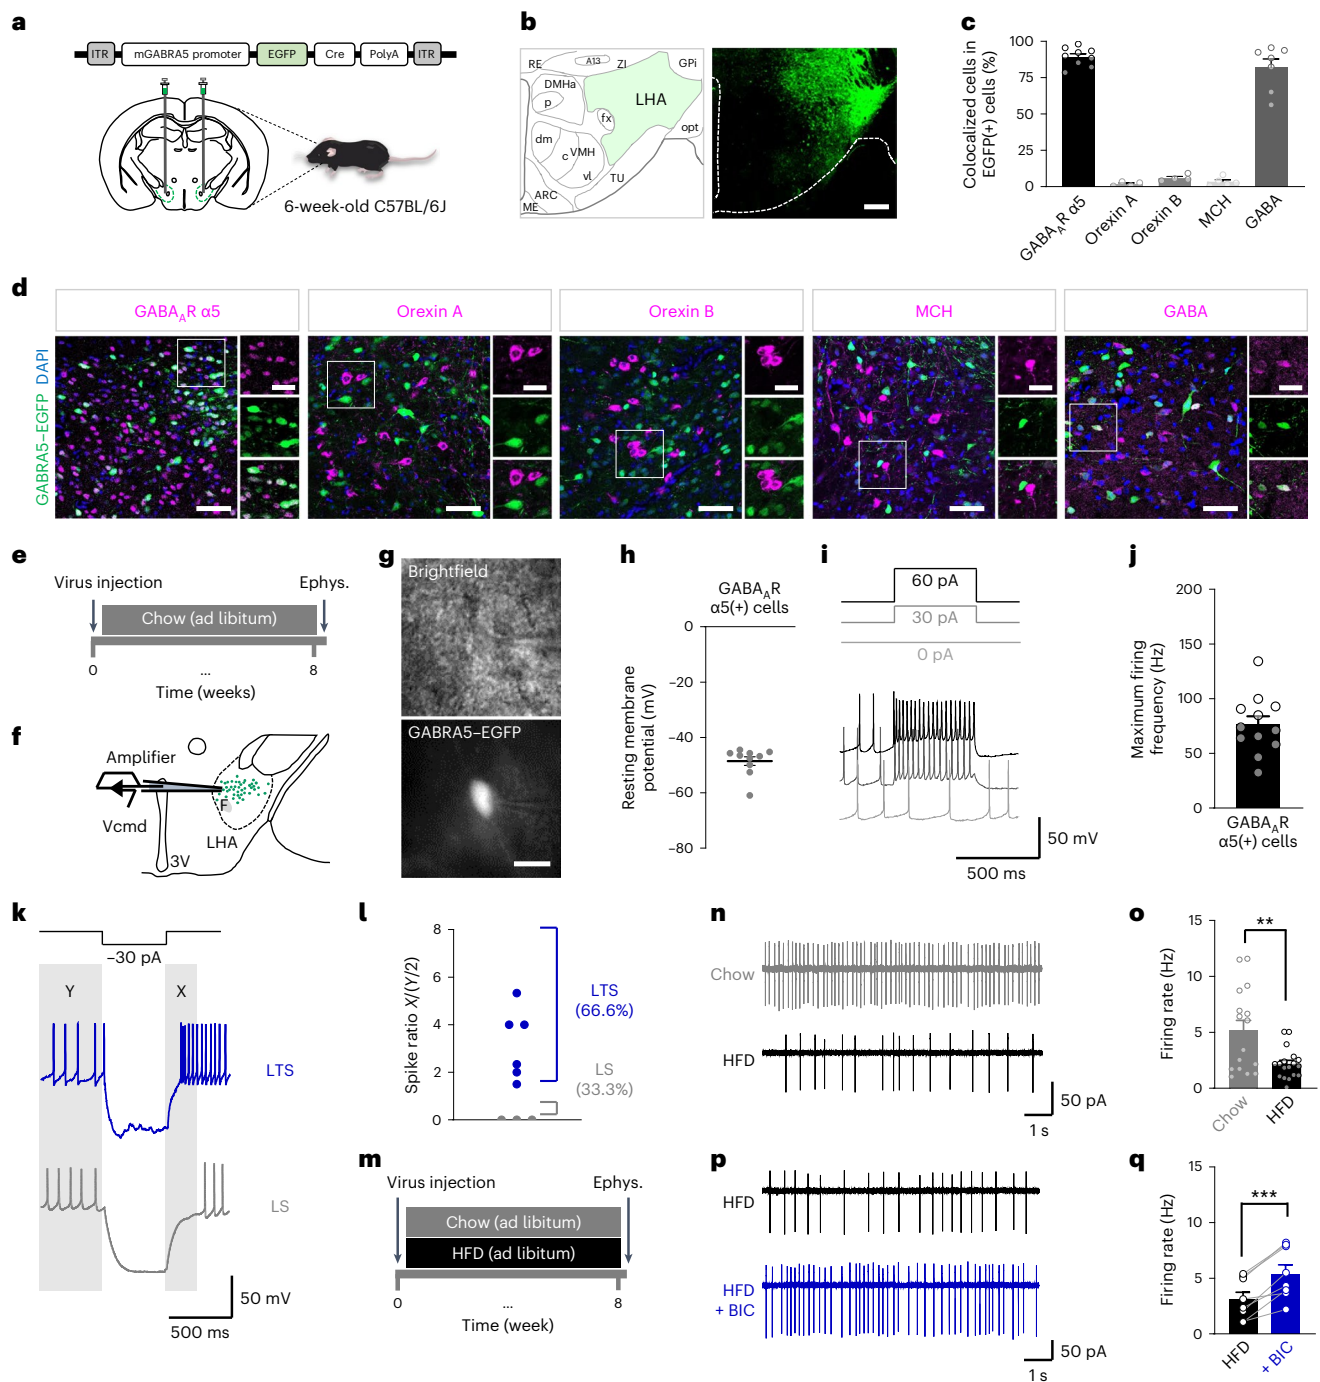 a
ITR mGABRA5 promoter EGFP Cre PolyA ITR
6-week-old C57BL/6J
b
RE A13 ZI GPi
DMHa
p
LHA
fx
opt
dm
c VMH
vl TU
ARC
ME
c
Colocalized cells in
EGFP(+) cells (%)
100
75
50
25
0
GABA_AR α5
Orexin A
Orexin B
MCH
GABA
d
GABRA5–EGFP DAPI
GABA_AR α5
Orexin A
Orexin B
MCH
GABA
e
Virus injection Ephys.
Chow (ad libitum)
0 ... 8
Time (weeks)
f
Amplifier
Vcmd
F
LHA
3V
g
Brightfield
GABRA5–EGFP
h
GABA_AR
α5(+) cells
Resting membrane
potential (mV)
0
–20
–40
–60
–80
i
60 pA
30 pA
0 pA
50 mV
500 ms
j
Maximum firing
frequency (Hz)
200
150
100
50
0
GABA_AR
α5(+) cells
k
–30 pA
Y X
LTS
LS
50 mV
500 ms
l
Spike ratio X/(Y/2)
8
6
4
2
0
LTS
(66.6%)
LS
(33.3%)
m
Virus injection Ephys.
Chow (ad libitum)
HFD (ad libitum)
0 ... 8
Time (week)
n
Chow
HFD
50 pA
1 s
o
Firing rate (Hz)
15
10
5
0
**
Chow
HFD
p
HFD
HFD
+ BIC
50 pA
1 s
q
Firing rate (Hz)
15
10
5
0
***
HFD
+ BIC